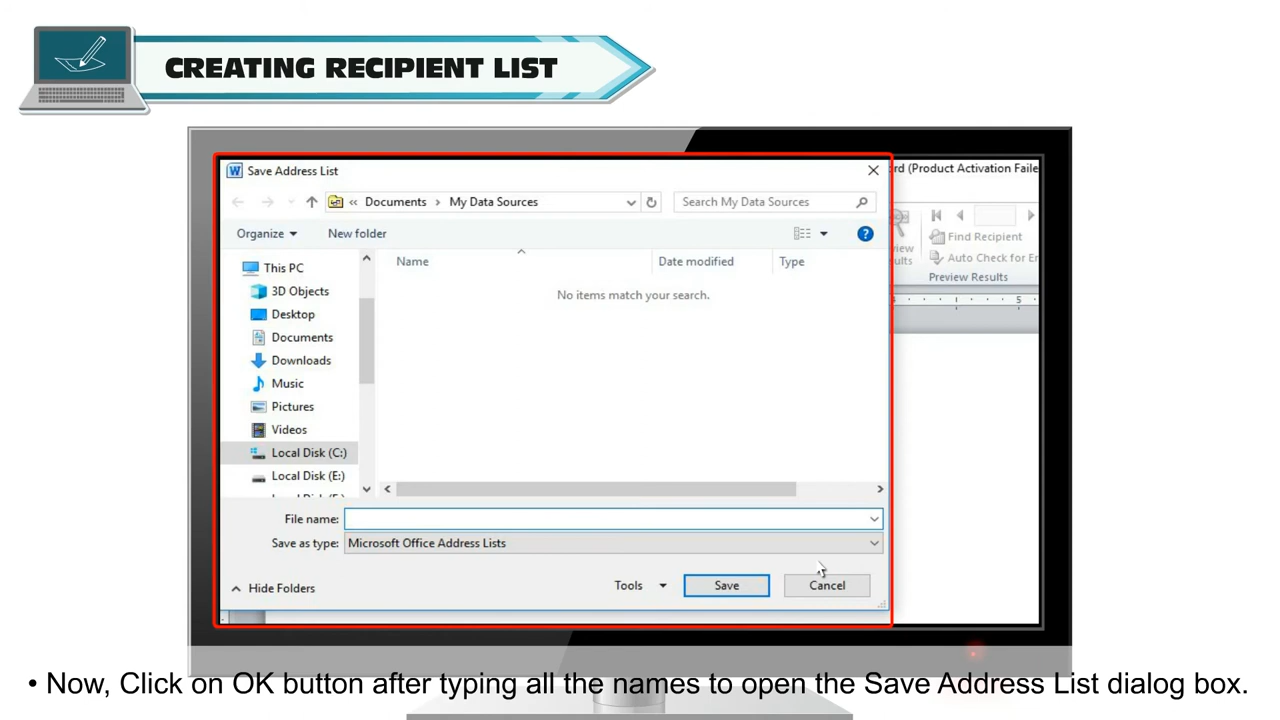 CREATING RECIPIENT LIST
Save Address List
rd (Product Activation Faile
« Documents › My Data Sources
Search My Data Sources
Organize
New folder
Find Recipient
Auto Check for Er
Preview Results
view
ults
Name
Date modified
Type
No items match your search.
This PC
3D Objects
Desktop
Documents
Downloads
Music
Pictures
Videos
Local Disk (C:)
Local Disk (E:)
5
File name:
Save as type: Microsoft Office Address Lists
Hide Folders
Tools
Save
Cancel
• Now, Click on OK button after typing all the names to open the Save Address List dialog box.